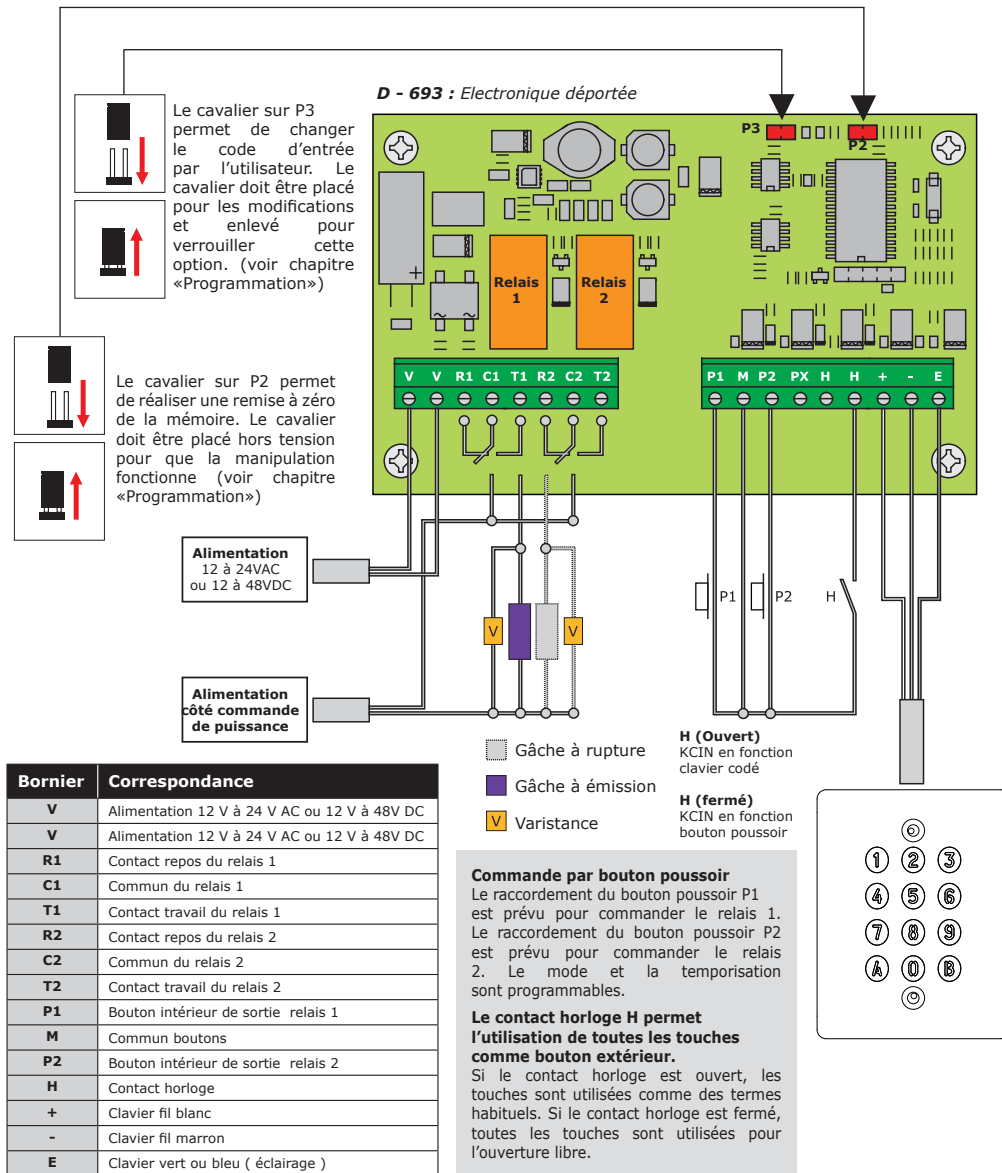 D - 693 : Electronique déportée
Le cavalier sur P3
permet de changer
le code d'entrée
par l'utilisateur. Le
cavalier doit être placé
pour les modifications
et enlevé pour
verrouiller cette
option. (voir chapitre
«Programmation»)
P3
P2
+
~ ~
Relais
1
Relais
2
Le cavalier sur P2 permet
de réaliser une remise à zéro
de la mémoire. Le cavalier
doit être placé hors tension
pour que la manipulation
fonctionne (voir chapitre
«Programmation»)
V V R1 C1 T1 R2 C2 T2
P1 M P2 PX H H + - E
Alimentation
12 à 24VAC
ou 12 à 48VDC
P1
P2
H
V
V
Alimentation
côté commande
de puissance
Gâche à rupture
Gâche à émission
V Varistance
H (Ouvert)
KCIN en fonction
clavier codé
H (fermé)
KCIN en fonction
bouton poussoir
Bornier Correspondance
V Alimentation 12 V à 24 V AC ou 12 V à 48V DC
V Alimentation 12 V à 24 V AC ou 12 V à 48V DC
R1 Contact repos du relais 1
C1 Commun du relais 1
T1 Contact travail du relais 1
R2 Contact repos du relais 2
C2 Commun du relais 2
T2 Contact travail du relais 2
P1 Bouton intérieur de sortie relais 1
M Commun boutons
P2 Bouton intérieur de sortie relais 2
H Contact horloge
+ Clavier fil blanc
- Clavier fil marron
E Clavier vert ou bleu ( éclairage )
Commande par bouton poussoir
Le raccordement du bouton poussoir P1
est prévu pour commander le relais 1.
Le raccordement du bouton poussoir P2
est prévu pour commander le relais
2. Le mode et la temporisation
sont programmables.
Le contact horloge H permet
l'utilisation de toutes les touches
comme bouton extérieur.
Si le contact horloge est ouvert, les
touches sont utilisées comme des termes
habituels. Si le contact horloge est fermé,
toutes les touches sont utilisées pour
l'ouverture libre.
1 2 3
4 5 6
7 8 9
A 0 B